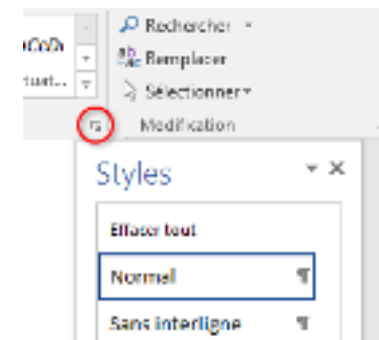 Rechercher
Remplacer
Sélectionner
Modification
Styles
Effacer tout
Normal
Sans interligne